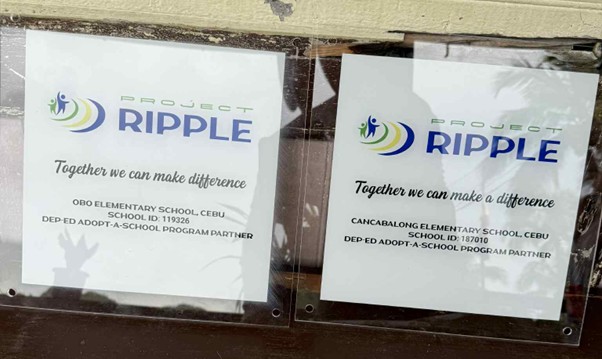 PROJECT
RIPPLE
Together we can make difference
OBO ELEMENTARY SCHOOL, CEBU
SCHOOL ID: 119326
DEP-ED ADOPT-A-SCHOOL PROGRAM PARTNER
PROJECT
RIPPLE
Together we can make a difference
CANCABALONG ELEMENTARY SCHOOL, CEBU
SCHOOL ID: 187010
DEP-ED ADOPT-A-SCHOOL PROGRAM PARTNER